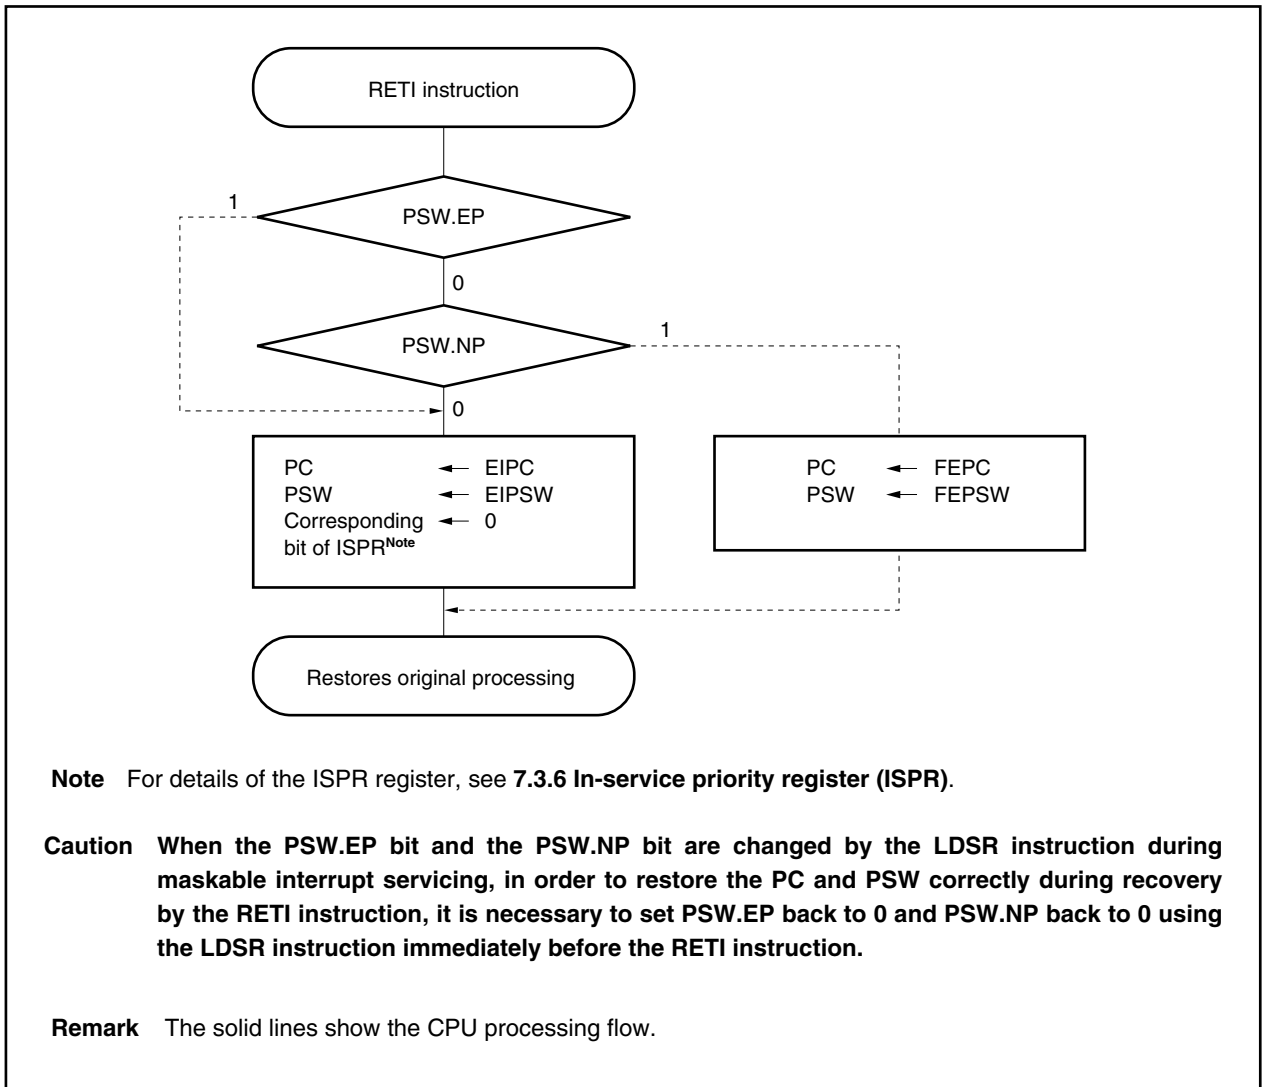 RETI instruction
1
PSW.EP
0
1
PSW.NP
0
PC ← EIPC
PSW ← EIPSW
Corresponding ← 0
bit of ISPRNote
PC ← FEPC
PSW ← FEPSW
Restores original processing
Note For details of the ISPR register, see 7.3.6 In-service priority register (ISPR).
Caution When the PSW.EP bit and the PSW.NP bit are changed by the LDSR instruction during
maskable interrupt servicing, in order to restore the PC and PSW correctly during recovery
by the RETI instruction, it is necessary to set PSW.EP back to 0 and PSW.NP back to 0 using
the LDSR instruction immediately before the RETI instruction.
Remark The solid lines show the CPU processing flow.